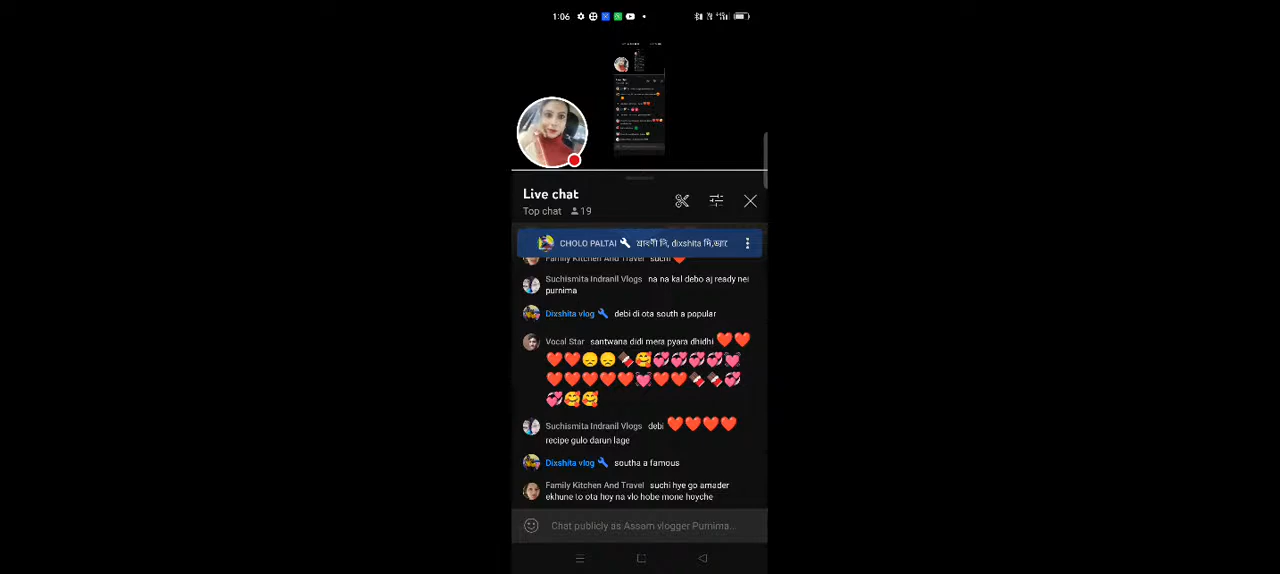 1:06
Live chat
Top chat 19
CHOLO PALTAI শ্রাবণী দি, dixshita দি,
Family Kitchen And Travel suchi ❤️
Suchismita Indranil Vlogs na na kal debo aj ready nei
purnima
Dixshita vlog debi di ota south a popular
Vocal Star santwana didi mera pyara dhidhi ❤️❤️
❤️❤️😞😞🍫🥰💞💞💞💞💓
❤️❤️❤️❤️❤️💓❤️❤️🍫🍫💞
💞🥰🥰
Suchismita Indranil Vlogs debi ❤️❤️❤️❤️
recipe gulo darun lage
Dixshita vlog southa a famous
Family Kitchen And Travel suchi hye go amader
ekhune to ota hoy na vlo hobe mone hoyche
Chat publicly as Assam vlogger Purnima...